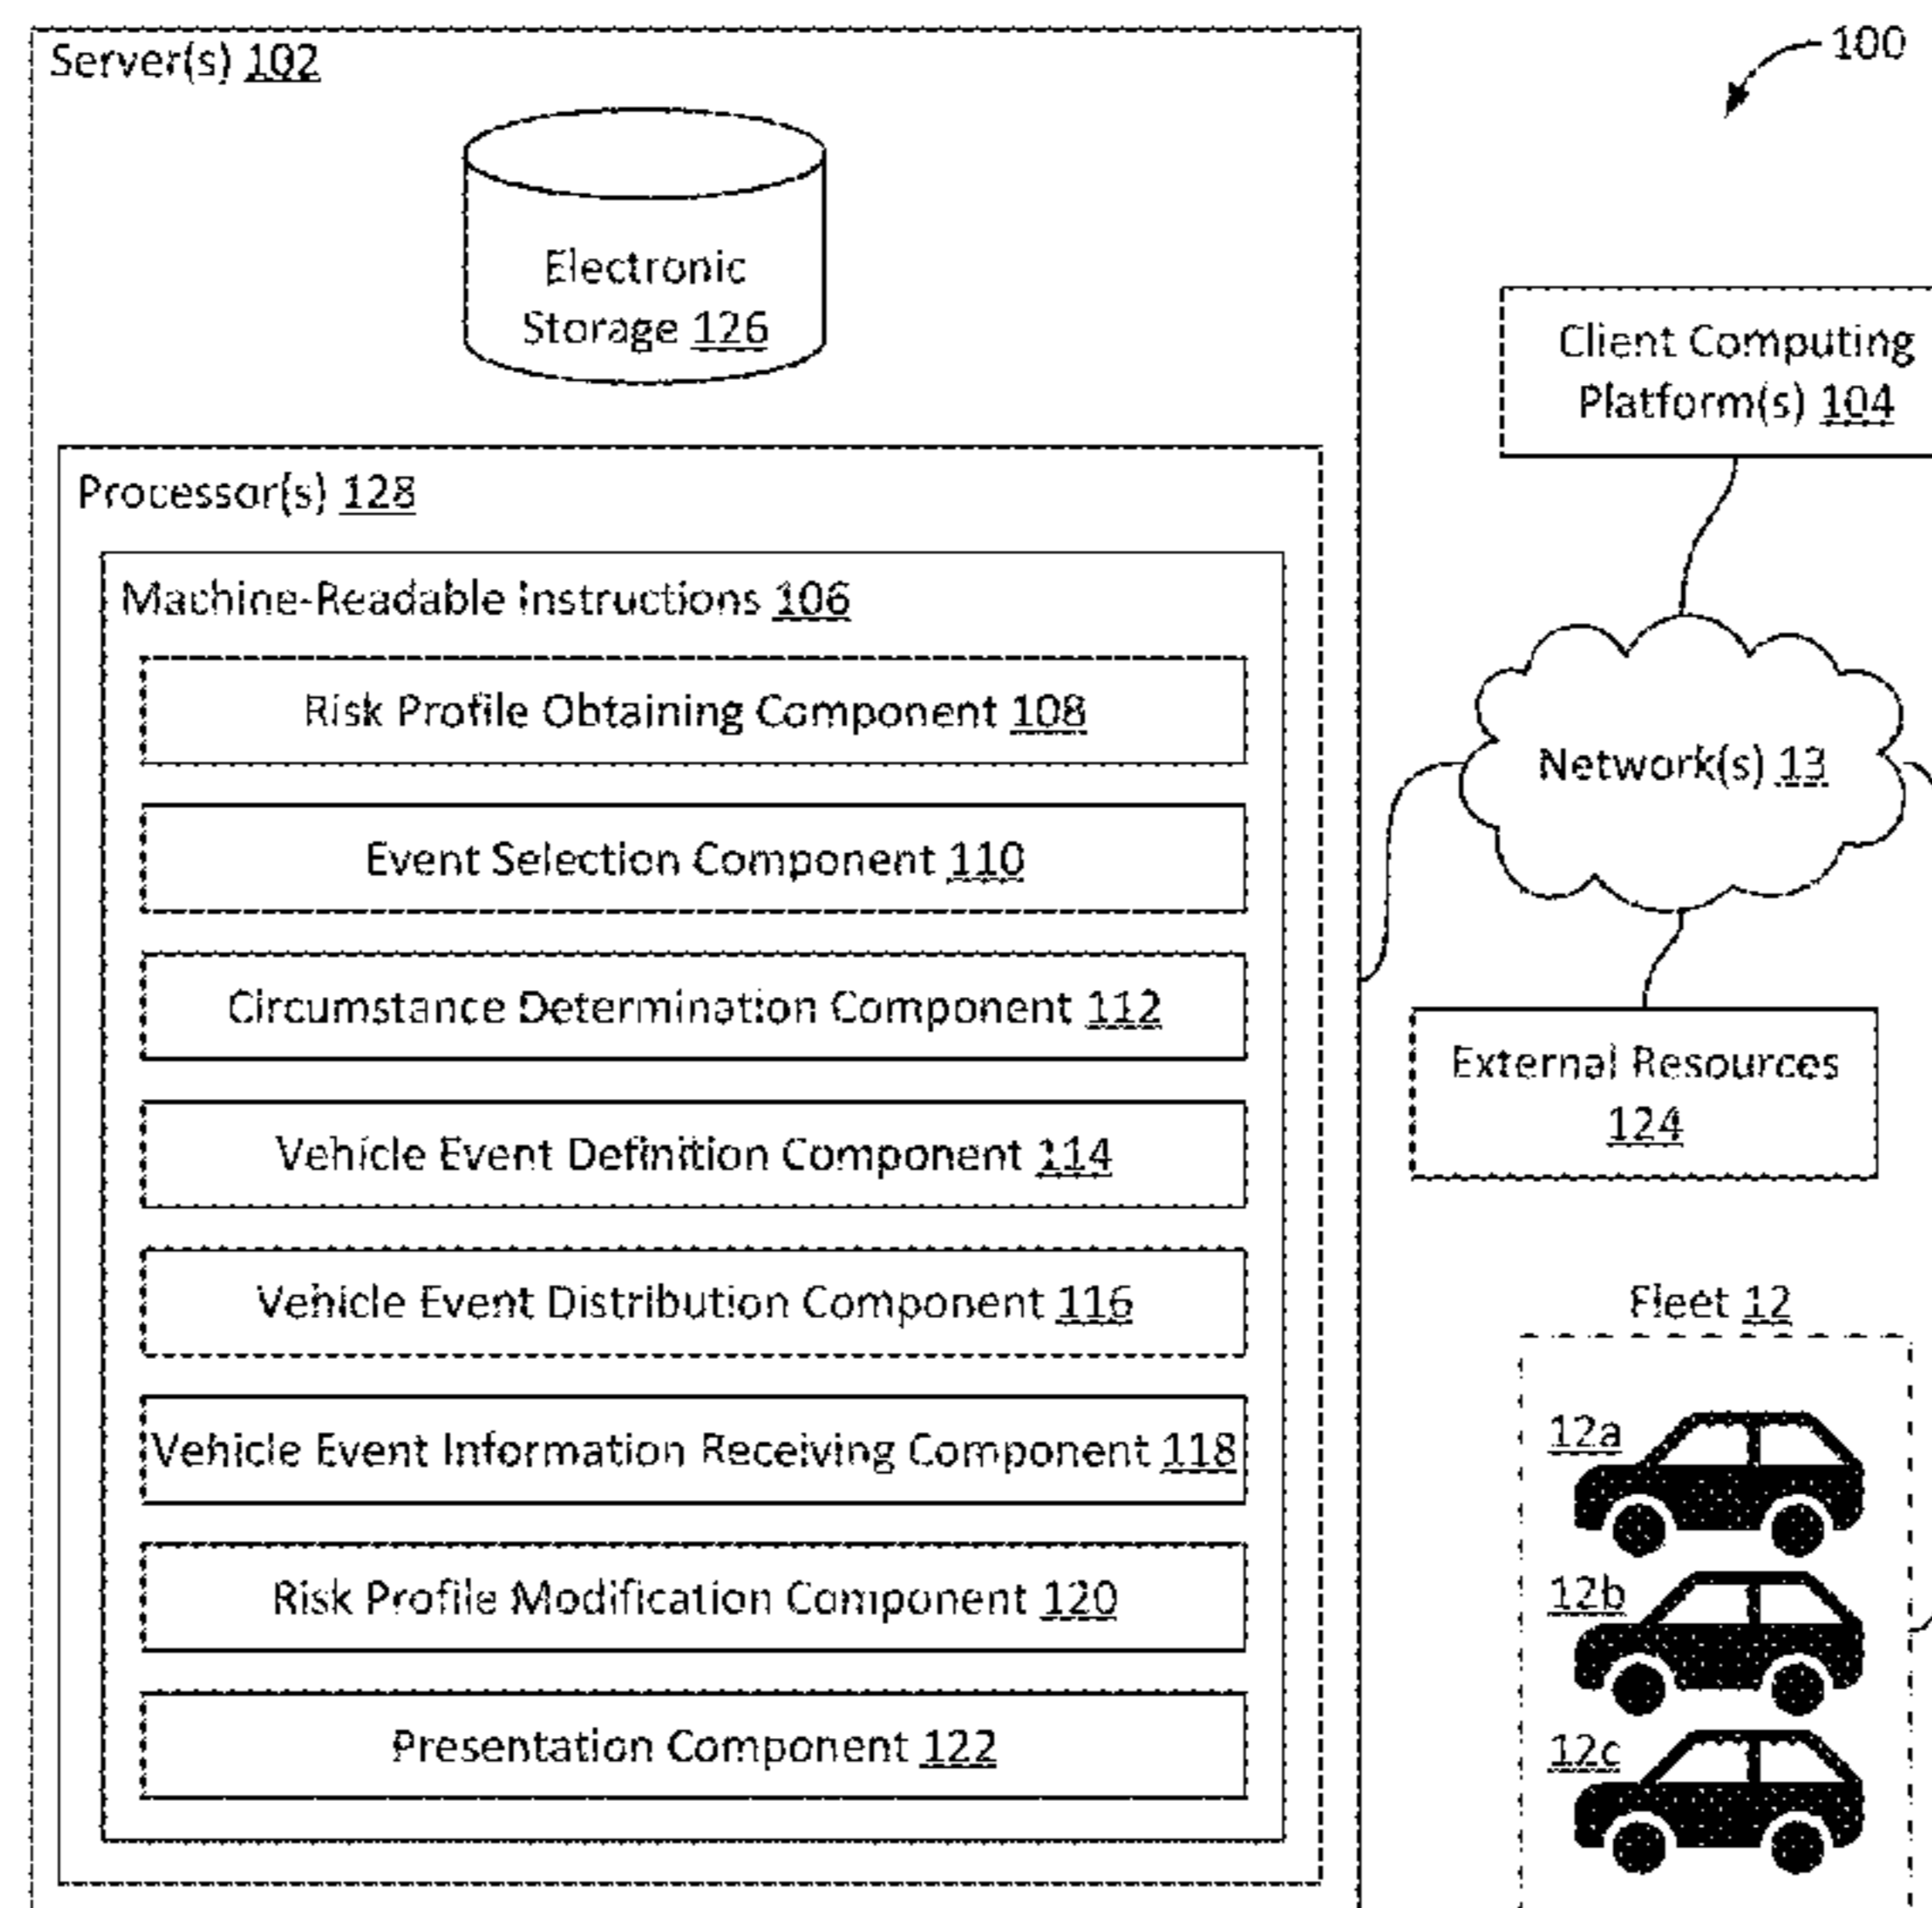 Server(s) 102
100
Electronic
Storage 126
Client Computing
Platform(s) 104
Processor(s) 128
Machine-Readable Instructions 106
Risk Profile Obtaining Component 108
Network(s) 13
Event Selection Component 110
Circumstance Determination Component 112
External Resources
124
Vehicle Event Definition Component 114
Vehicle Event Distribution Component 116
Fleet 12
Vehicle Event Information Receiving Component 118
12a
Risk Profile Modification Component 120
12b
Presentation Component 122
12c